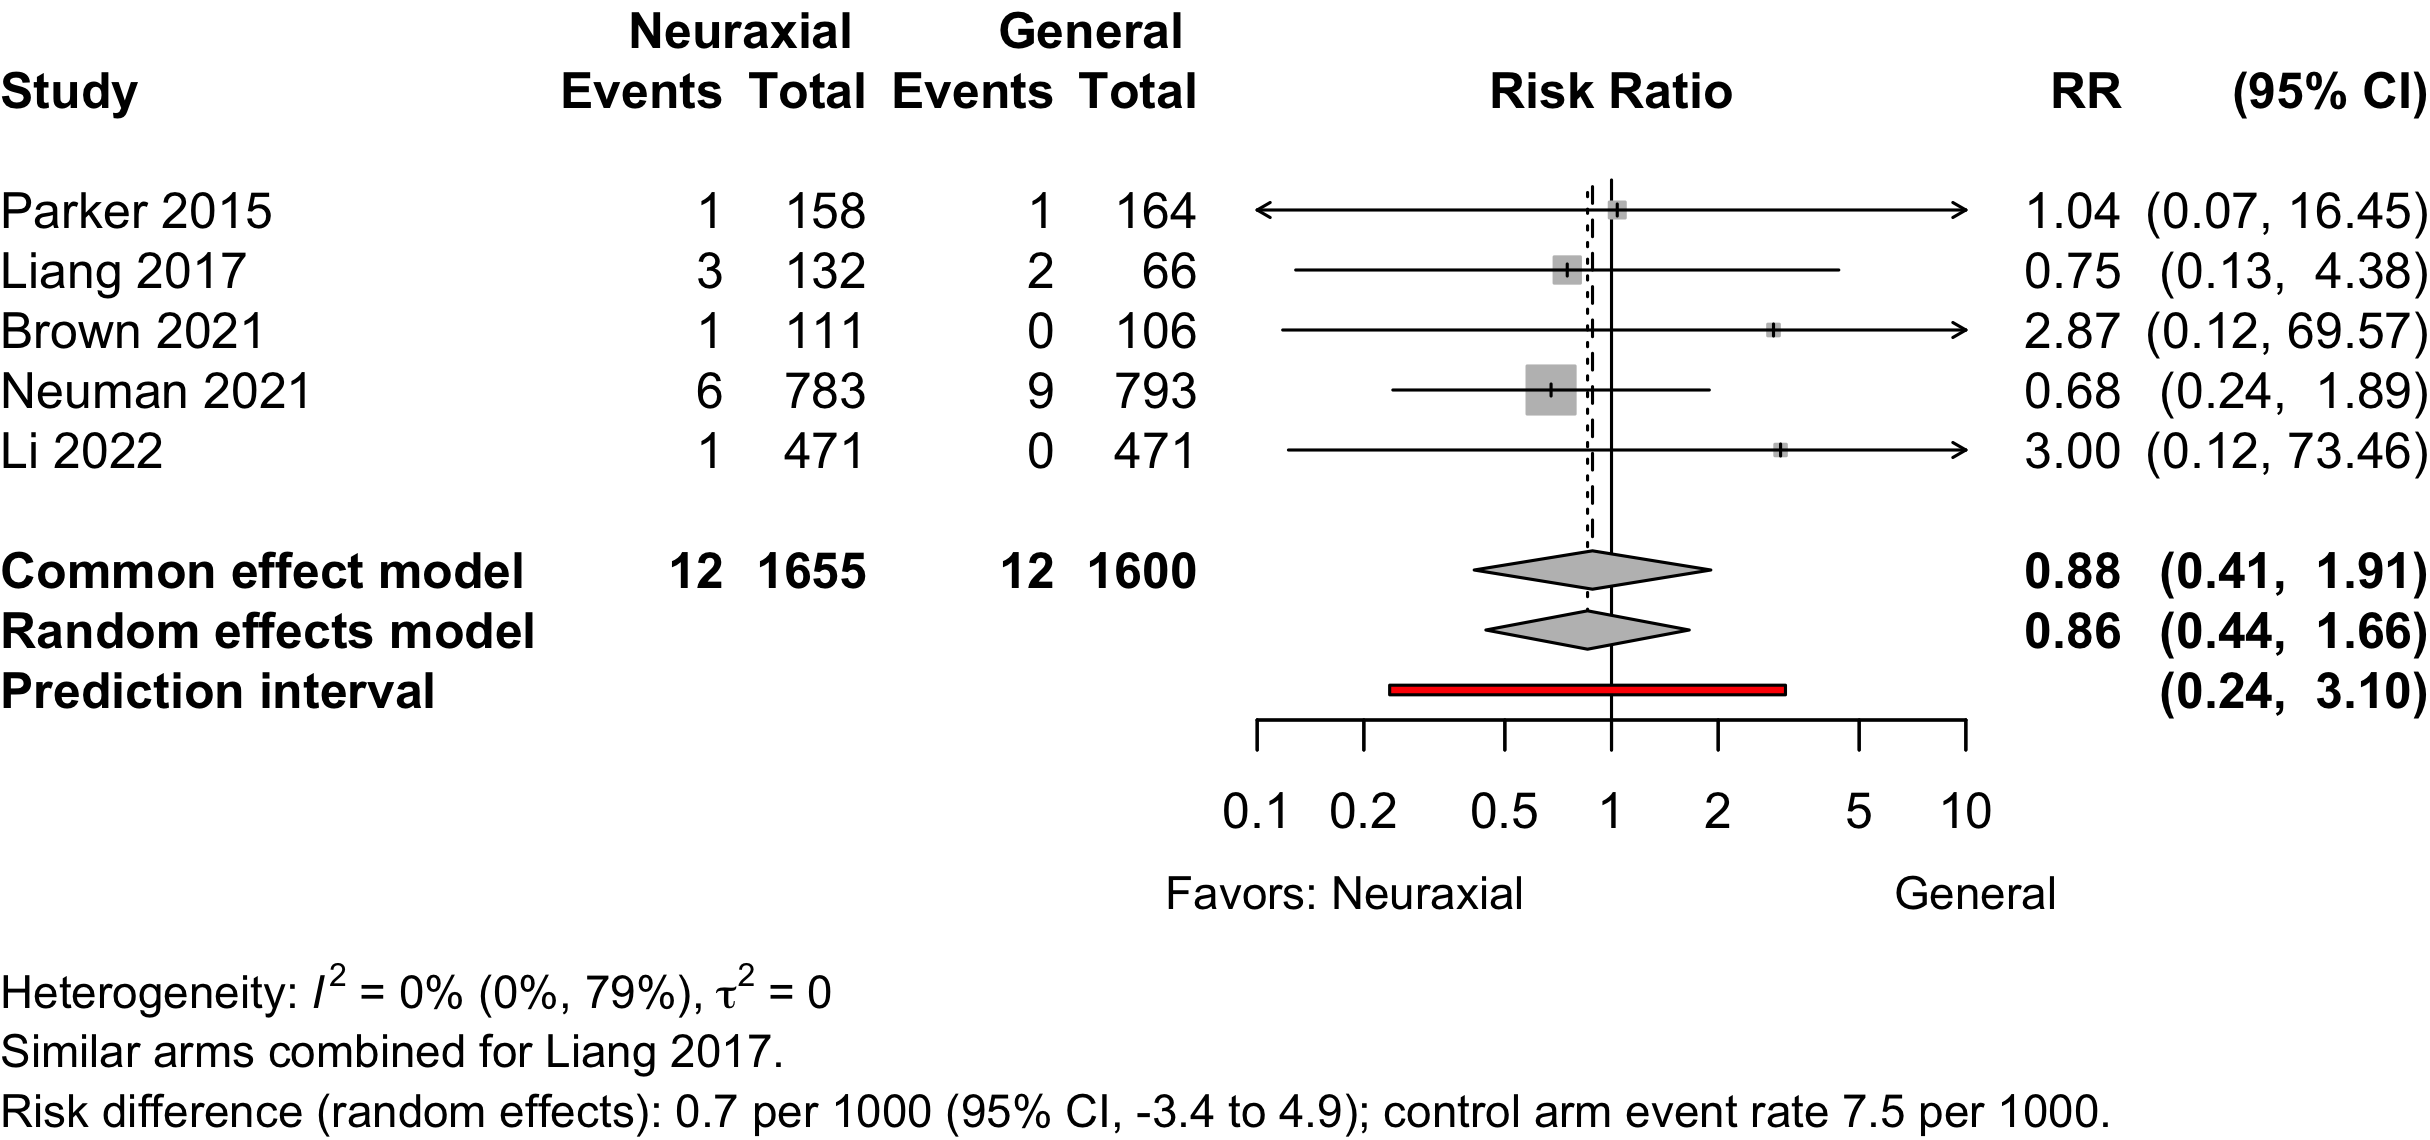 Neuraxial General
Study Events Total Events Total Risk Ratio RR (95% CI)
Parker 2015 1 158 1 164 1.04 (0.07, 16.45)
Liang 2017 3 132 2 66 0.75 (0.13, 4.38)
Brown 2021 1 111 0 106 2.87 (0.12, 69.57)
Neuman 2021 6 783 9 793 0.68 (0.24, 1.89)
Li 2022 1 471 0 471 3.00 (0.12, 73.46)
Common effect model 12 1655 12 1600 0.88 (0.41, 1.91)
Random effects model 0.86 (0.44, 1.66)
Prediction interval (0.24, 3.10)
0.1 0.2 0.5 1 2 5 10
Favors: Neuraxial General
Heterogeneity: I² = 0% (0%, 79%), τ² = 0
Similar arms combined for Liang 2017.
Risk difference (random effects): 0.7 per 1000 (95% CI, -3.4 to 4.9); control arm event rate 7.5 per 1000.